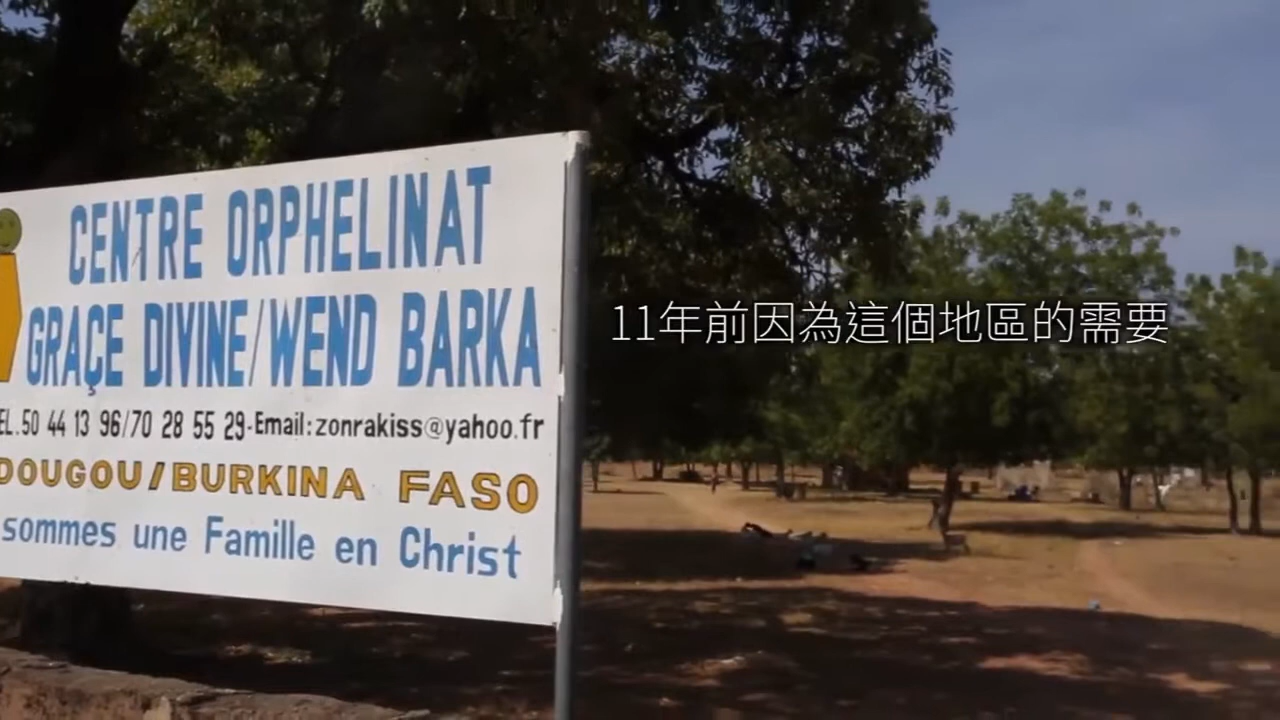 CENTRE ORPHELINAT
GRAÇE DIVINE/WEND BARKA
EL.50 44 13 96/70 28 55 29-Email:zonrakiss@yahoo.fr
DOUGOU/BURKINA FASO
sommes une Famille en Christ
11年前因為這個地區的需要